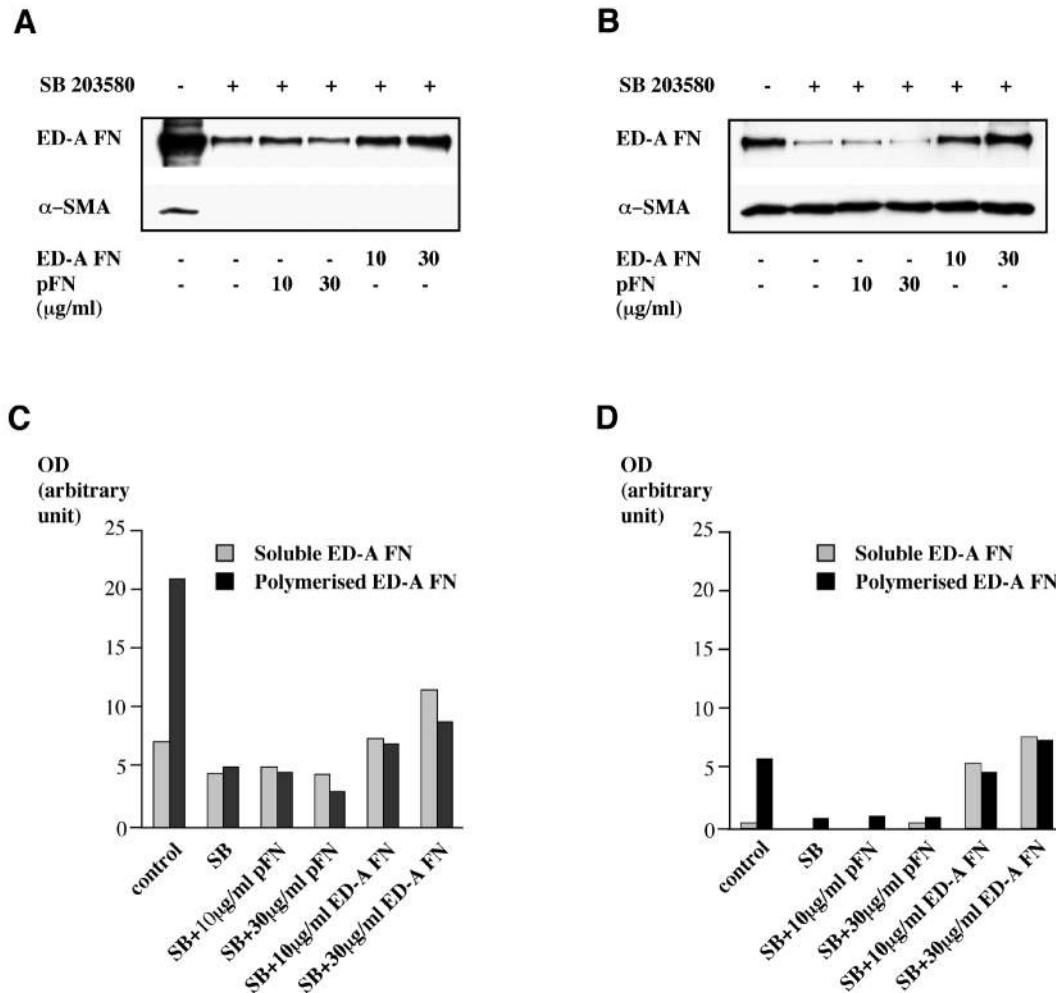 A
SB 203580 - + + + + +
ED-A FN
α-SMA
ED-A FN - - - - 10 30
pFN - - 10 30 - -
(μg/ml)
B
SB 203580 - + + + + +
ED-A FN
α-SMA
ED-A FN - - - - 10 30
pFN - - 10 30 - -
(μg/ml)
C
OD
(arbitrary
unit)
25
20
15
10
5
0
Soluble ED-A FN
Polymerised ED-A FN
control
SB
SB+10μg/ml pFN
SB+30μg/ml pFN
SB+10μg/ml ED-A FN
SB+30μg/ml ED-A FN
D
OD
(arbitrary
unit)
25
20
15
10
5
0
Soluble ED-A FN
Polymerised ED-A FN
control
SB
SB+10μg/ml pFN
SB+30μg/ml pFN
SB+10μg/ml ED-A FN
SB+30μg/ml ED-A FN